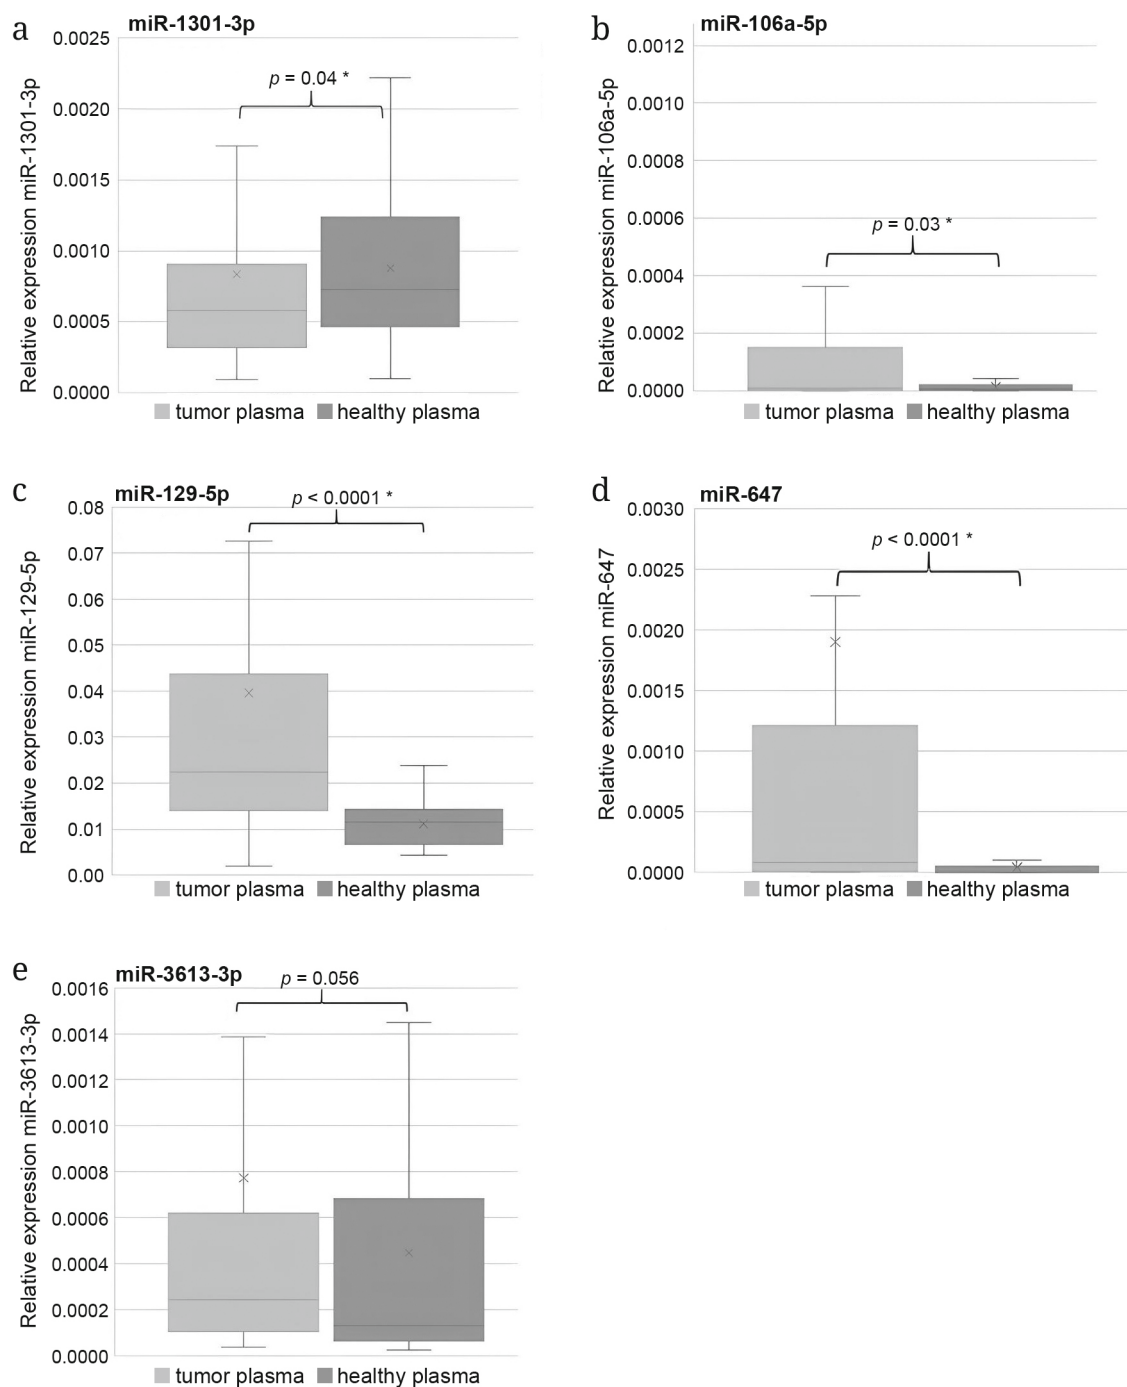 a
miR-1301-3p
Relative expression miR-1301-3p
0.0025
0.0020
0.0015
0.0010
0.0005
0.0000
p = 0.04 *
tumor plasma healthy plasma
b
miR-106a-5p
Relative expression miR-106a-5p
0.0012
0.0010
0.0008
0.0006
0.0004
0.0002
0.0000
p = 0.03 *
tumor plasma healthy plasma
c
miR-129-5p
Relative expression miR-129-5p
0.08
0.07
0.06
0.05
0.04
0.03
0.02
0.01
0.00
p < 0.0001 *
tumor plasma healthy plasma
d
miR-647
Relative expression miR-647
0.0030
0.0025
0.0020
0.0015
0.0010
0.0005
0.0000
p < 0.0001 *
tumor plasma healthy plasma
e
miR-3613-3p
Relative expression miR-3613-3p
0.0016
0.0014
0.0012
0.0010
0.0008
0.0006
0.0004
0.0002
0.0000
p = 0.056
tumor plasma healthy plasma